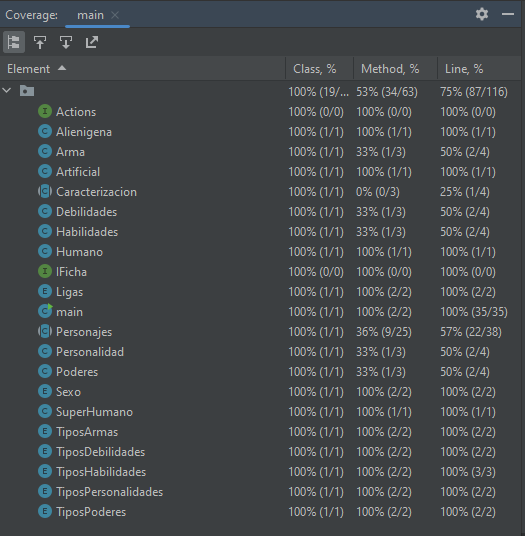 Coverage: main
Element Class, % Method, % Line, %
100% (19/... 53% (34/63) 75% (87/116)
I Actions 100% (0/0) 100% (0/0) 100% (0/0)
C Alienigena 100% (1/1) 100% (1/1) 100% (1/1)
C Arma 100% (1/1) 33% (1/3) 50% (2/4)
C Artificial 100% (1/1) 100% (1/1) 100% (1/1)
C Caracterizacion 100% (1/1) 0% (0/3) 25% (1/4)
C Debilidades 100% (1/1) 33% (1/3) 50% (2/4)
C Habilidades 100% (1/1) 33% (1/3) 50% (2/4)
C Humano 100% (1/1) 100% (1/1) 100% (1/1)
I IFicha 100% (0/0) 100% (0/0) 100% (0/0)
E Ligas 100% (1/1) 100% (2/2) 100% (2/2)
C main 100% (1/1) 100% (2/2) 100% (35/35)
C Personajes 100% (1/1) 36% (9/25) 57% (22/38)
C Personalidad 100% (1/1) 33% (1/3) 50% (2/4)
C Poderes 100% (1/1) 33% (1/3) 50% (2/4)
E Sexo 100% (1/1) 100% (2/2) 100% (2/2)
C SuperHumano 100% (1/1) 100% (1/1) 100% (1/1)
E TiposArmas 100% (1/1) 100% (2/2) 100% (2/2)
E TiposDebilidades 100% (1/1) 100% (2/2) 100% (2/2)
E TiposHabilidades 100% (1/1) 100% (2/2) 100% (3/3)
E TiposPersonalidades 100% (1/1) 100% (2/2) 100% (2/2)
E TiposPoderes 100% (1/1) 100% (2/2) 100% (2/2)